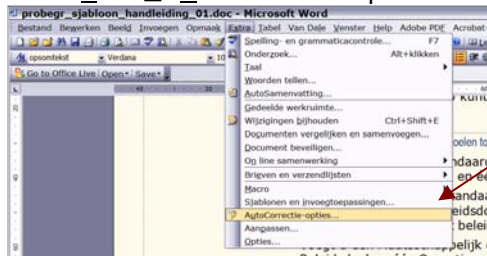 probegr_sjabloon_handleiding_01.doc - Microsoft Word
Bestand Bewerken Beeld Invoegen Opmaak Extra Tabel Van Dale Venster Help Adobe PDF Acrobat
opsomtekst Verdana 10
Go to Office Live Open Save
Spelling- en grammaticacontrole... F7
Onderzoek... Alt+klikken
Taal
Woorden tellen...
AutoSamenvatting...
Gedeelde werkruimte...
Wijzigingen bijhouden Ctrl+Shift+E
Documenten vergelijken en samenvoegen...
Document beveiligen...
On line samenwerking
Brieven en verzendlijsten
Macro
Sjablonen en invoegtoepassingen...
AutoCorrectie-opties...
Aanpassen...
Opties...